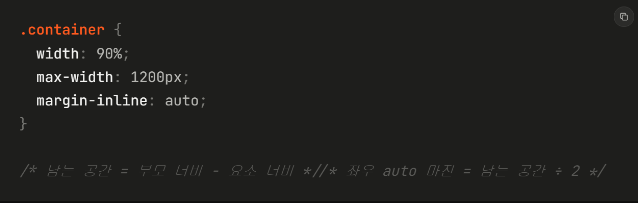 .container {
  width: 90%;
  max-width: 1200px;
  margin-inline: auto;
}
/* 남는 공간 = 부모 너비 - 요소 너비 *//* 좌우 auto 마진 = 남는 공간 ÷ 2 */